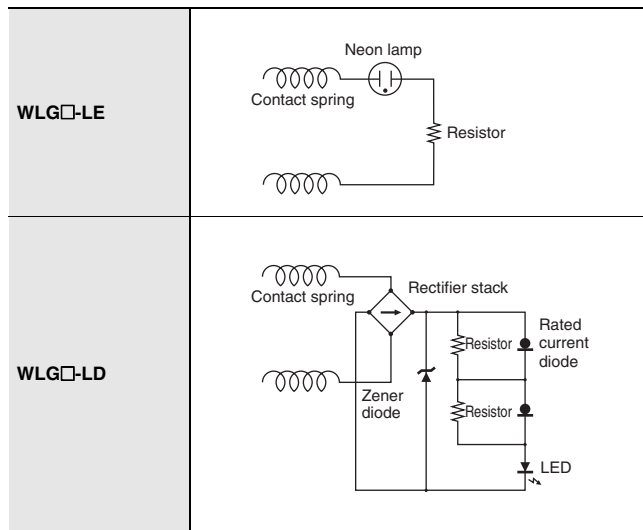 WLG□-LE
Neon lamp
Contact spring
Resistor
WLG□-LD
Contact spring
Rectifier stack
Resistor
Rated
current
diode
Zener
diode
Resistor
LED